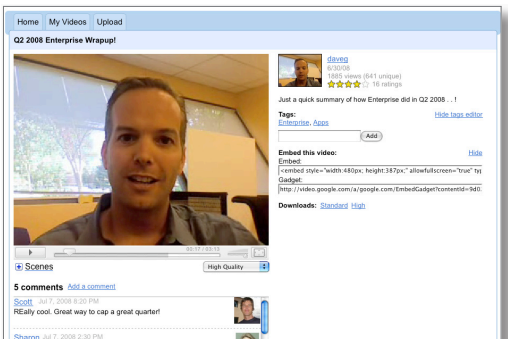 Home My Videos Upload
Q2 2008 Enterprise Wrapup!
daveg
6/30/08
1885 views (641 unique)
16 ratings
Just a quick summary of how Enterprise did in Q2 2008 . . !
Tags: Hide tags editor
Enterprise, Apps
Add
Embed this video: Hide
Embed:
<embed style="width:480px; height:387px;" allowfullscreen="true" typ
Gadget:
http://video.google.com/a/google.com/EmbedGadget?contentId=9d0
Downloads: Standard High
00:17 / 03:13
Scenes High Quality
5 comments Add a comment
Scott Jul 7, 2008 8:20 PM
REally cool. Great way to cap a great quarter!
Sharon Jul 7, 2008 2:30 PM